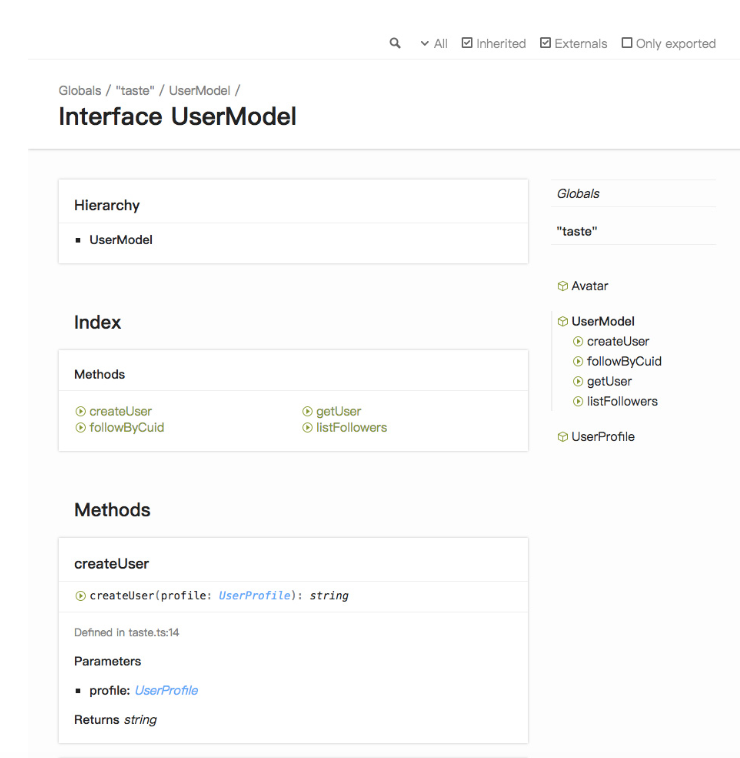 All Inherited Externals Only exported
Globals / "taste" / UserModel /
Interface UserModel
Hierarchy
UserModel
Index
Methods
createUser
followByCuid
getUser
listFollowers
Methods
createUser
createUser(profile: UserProfile): string
Defined in taste.ts:14
Parameters
profile: UserProfile
Returns string
Globals
"taste"
Avatar
UserModel
createUser
followByCuid
getUser
listFollowers
UserProfile